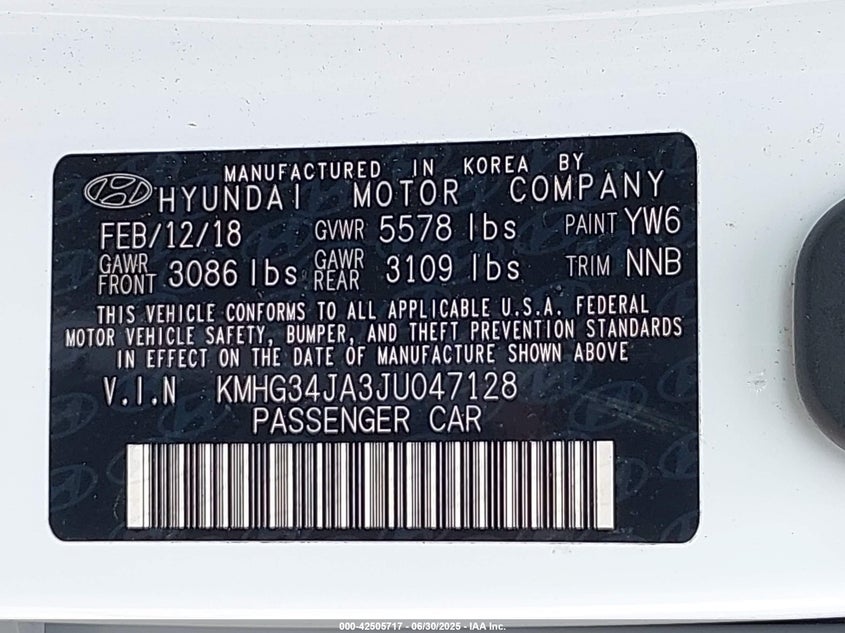 MANUFACTURED IN KOREA BY
HYUNDAI MOTOR COMPANY
FEB/12/18 GVWR 5578 lbs PAINT YW6
GAWR FRONT 3086 lbs GAWR REAR 3109 lbs TRIM NNB
THIS VEHICLE CONFORMS TO ALL APPLICABLE U.S.A. FEDERAL
MOTOR VEHICLE SAFETY, BUMPER, AND THEFT PREVENTION STANDARDS
IN EFFECT ON THE DATE OF MANUFACTURE SHOWN ABOVE
V.I.N KMHG34JA3JU047128
PASSENGER CAR
000-42505717 - 06/30/2025 - IAA Inc.